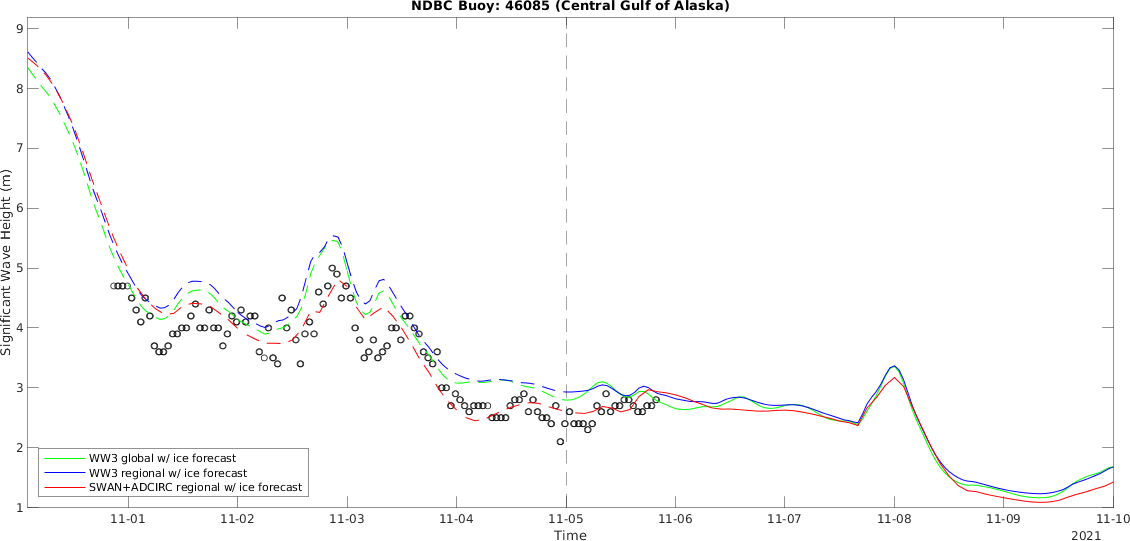 NDBC Buoy: 46085 (Central Gulf of Alaska)
9
8
7
6
5
4
3
2
1
Significant Wave Height (m)
WW3 global w/ ice forecast
WW3 regional w/ ice forecast
SWAN+ADCIRC regional w/ ice forecast
11-01 11-02 11-03 11-04 11-05 11-06 11-07 11-08 11-09 11-10
Time
2021